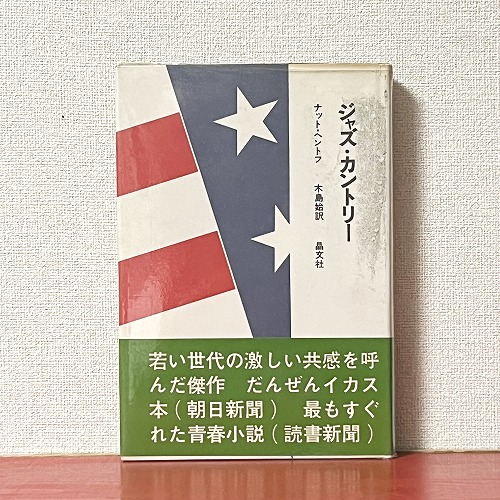 ジャズ・カントリー
ナット・ヘントフ　木島始訳　晶文社
若い世代の激しい共感を呼
んだ傑作　だんぜんイカス
本(朝日新聞)　最もすぐ
れた青春小説(読書新聞)